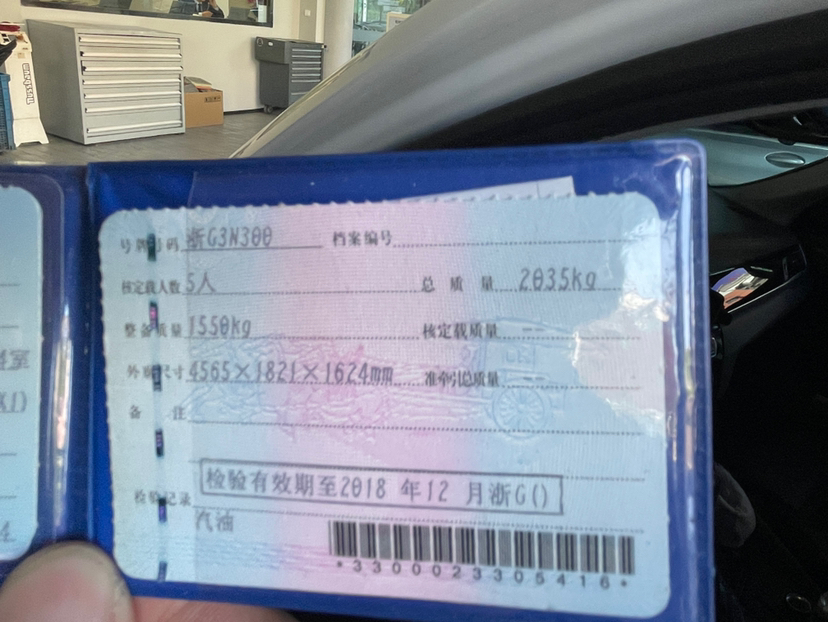 号牌号码 浙G3N300 档案编号
核定载人数 5人 总质量 2035kg
整备质量 1550kg 核定载质量 --
外廓尺寸 4565×1821×1624mm 准牵引总质量 --
备注
检验记录 检验有效期至2018 年12 月浙G()
汽油
*3300023305416*